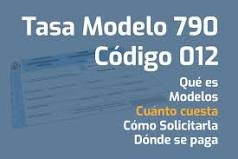 Tasa Modelo 790
Código 012
Qué es
Modelos
Cuánto cuesta
Cómo Solicitarla
Dónde se paga